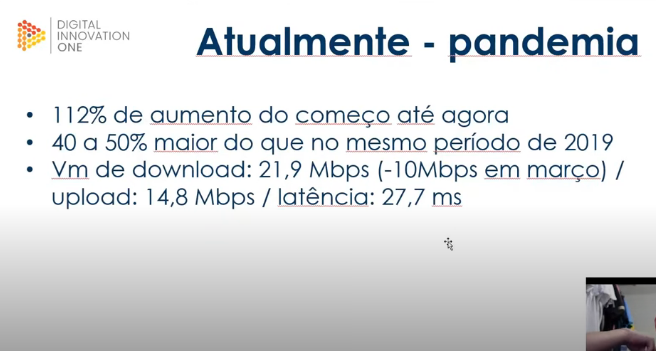 DIGITAL
INNOVATION
ONE
Atualmente - pandemia
• 112% de aumento do começo até agora
• 40 a 50% maior do que no mesmo período de 2019
• Vm de download: 21,9 Mbps (-10Mbps em março) /
upload: 14,8 Mbps / latência: 27,7 ms